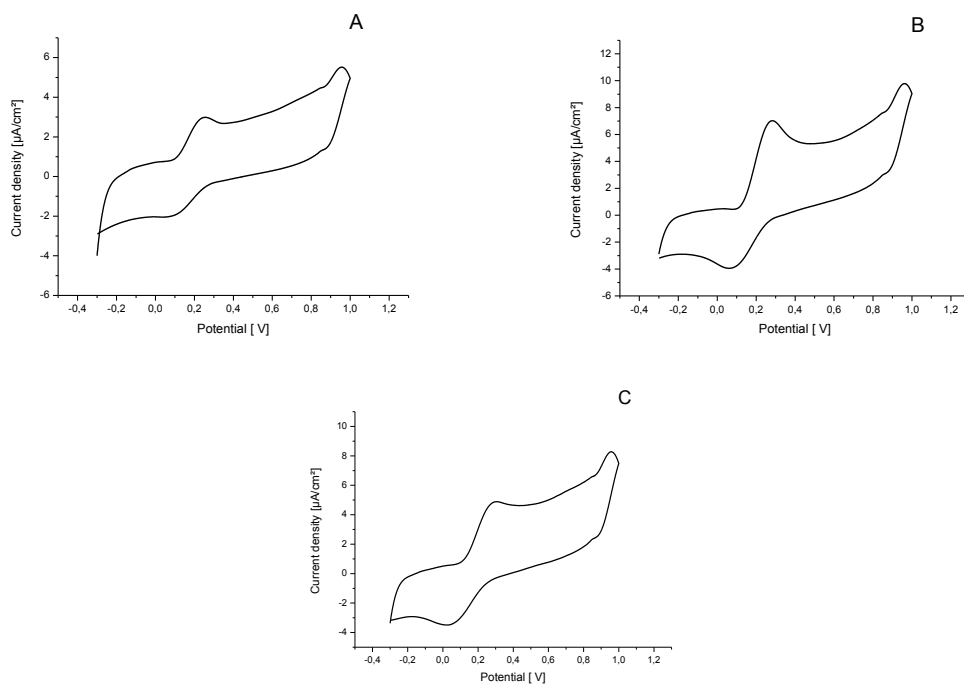 A
Current density [µA/cm²]
6
4
2
0
-2
-4
-6
-0,4 -0,2 0,0 0,2 0,4 0,6 0,8 1,0 1,2
Potential [ V]
B
Current density [µA/cm²]
12
10
8
6
4
2
0
-2
-4
-6
-0,4 -0,2 0,0 0,2 0,4 0,6 0,8 1,0 1,2
Potential [ V]
C
Current density [µA/cm²]
10
8
6
4
2
0
-2
-4
-0,4 -0,2 0,0 0,2 0,4 0,6 0,8 1,0 1,2
Potential [ V]